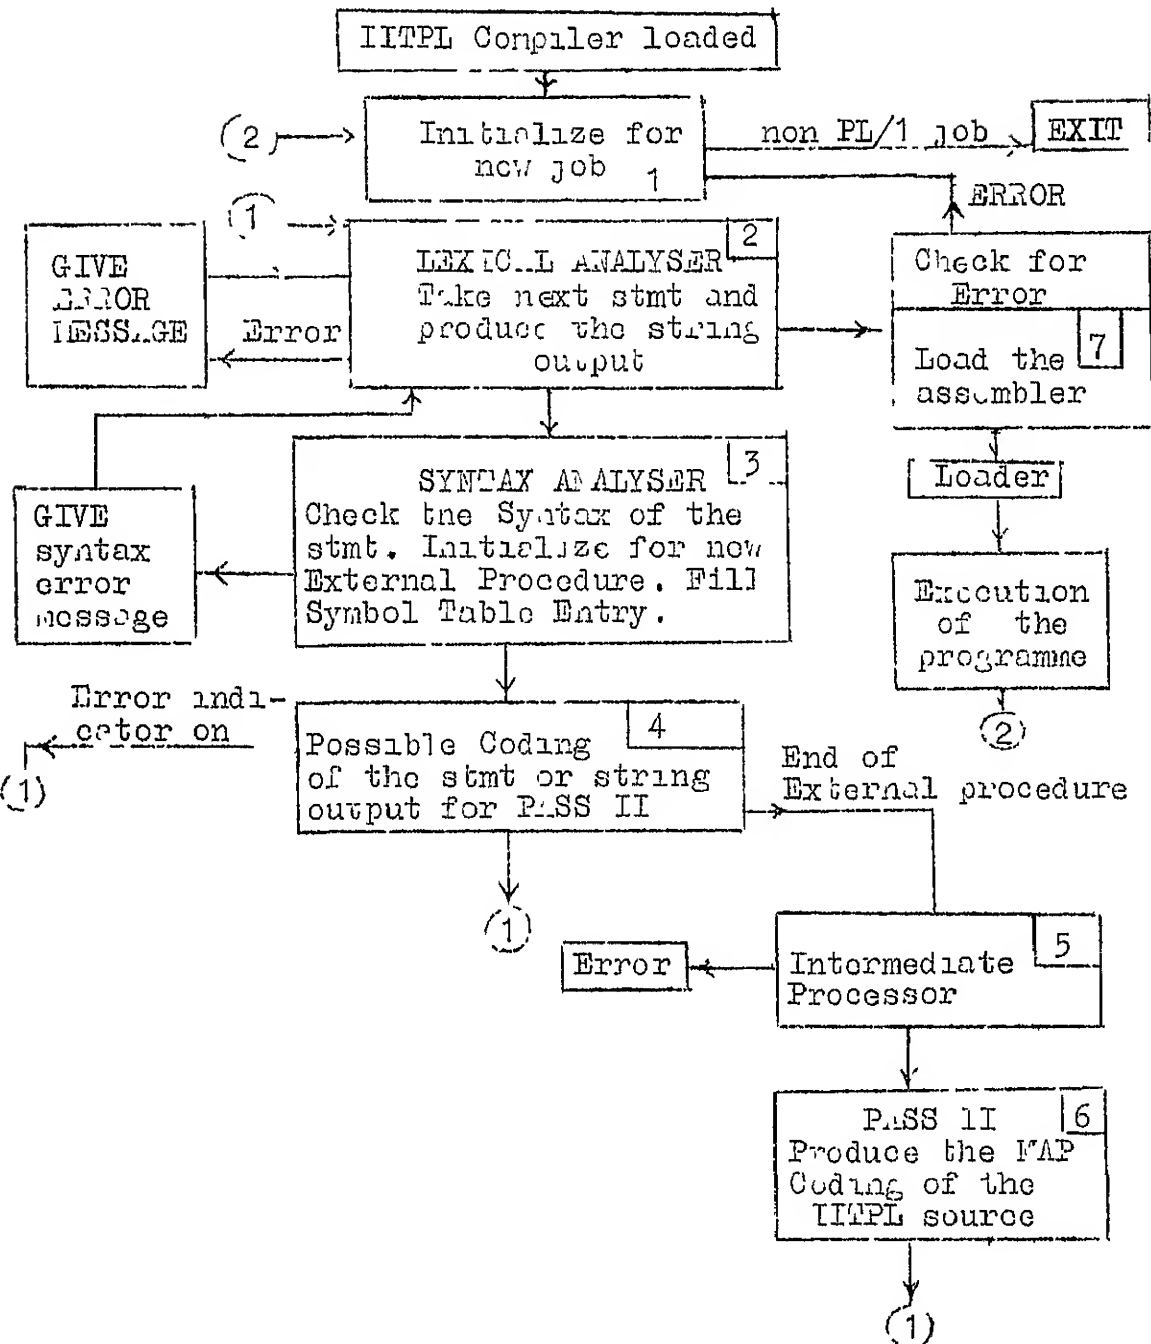 IITPL Compiler loaded
2
Initialize for
new job 1
non PL/1 job
EXIT
ERROR
1
GIVE
ERROR
MESSAGE
Error
2
LEXICAL ANALYSER
Take next stmt and
produce the string
output
Check for
Error
7
Load the
assembler
Loader
Execution
of the
programme
2
3
SYNTAX ANALYSER
Check the Syntax of the
stmt. Initialize for new
External Procedure. Fill
Symbol Table Entry.
GIVE
syntax
error
message
Error indi-
cator on
1
4
Possible Coding
of the stmt or string
output for PASS II
End of
External procedure
1
Error
5
Intermediate
Processor
PASS II
6
Produce the FAP
Coding of the
IITPL source
1